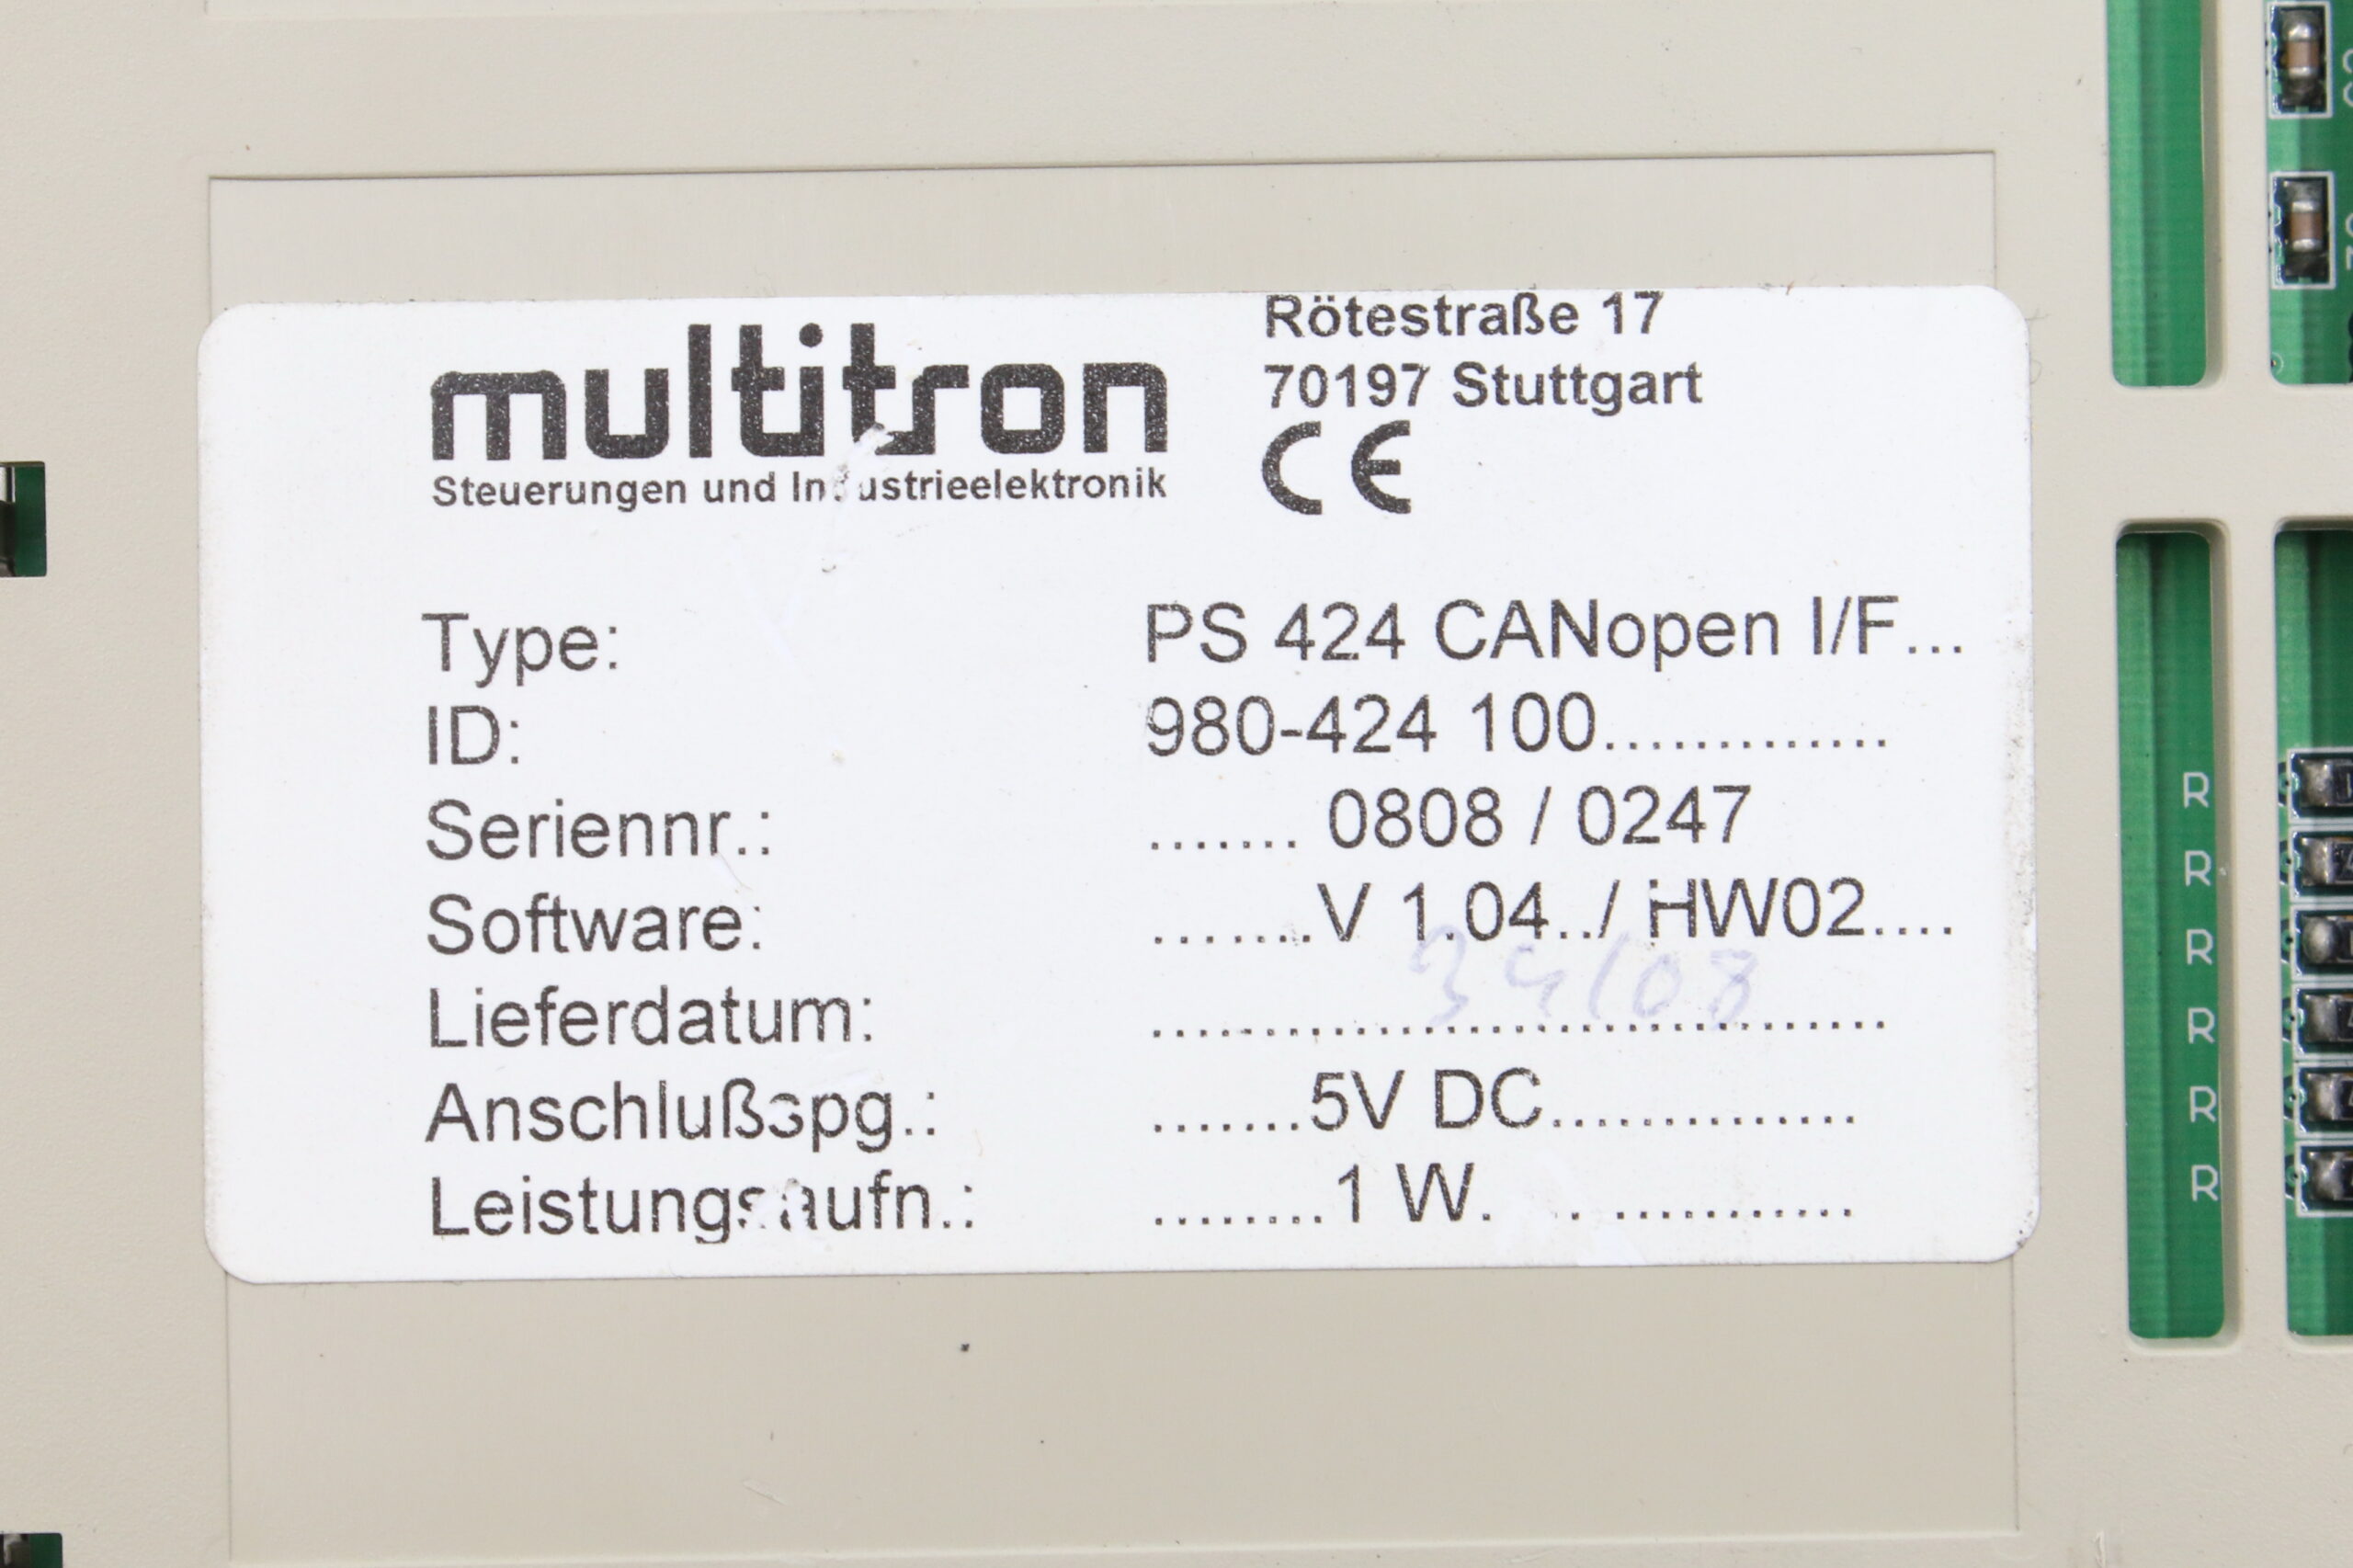 multitron
Steuerungen und Industrieelektronik
Rötestraße 17
70197 Stuttgart
CE
Type: PS 424 CANopen I/F...
ID: 980-424 100.............
Seriennr.: ....... 0808 / 0247
Software: .......V 1.04../ HW02....
Lieferdatum: 34/08
Anschlußspg.: .......5V DC..............
Leistungsaufn.: ........1 W. . ............
R
R
R
R
R
R